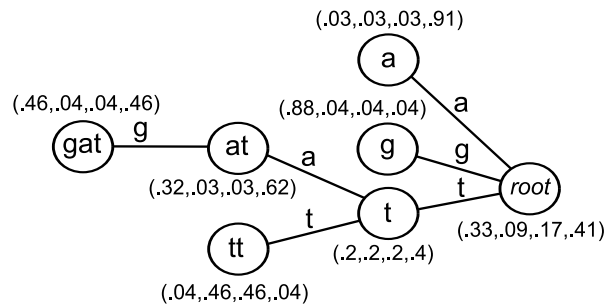 (.03,.03,.03,.91)
a
a
(.46,.04,.04,.46)
(.88,.04,.04,.04)
gat
g
at
a
g
g
root
t
(.32,.03,.03,.62)
t
t
(.33,.09,.17,.41)
tt
(.2,.2,.2,.4)
(.04,.46,.46,.04)